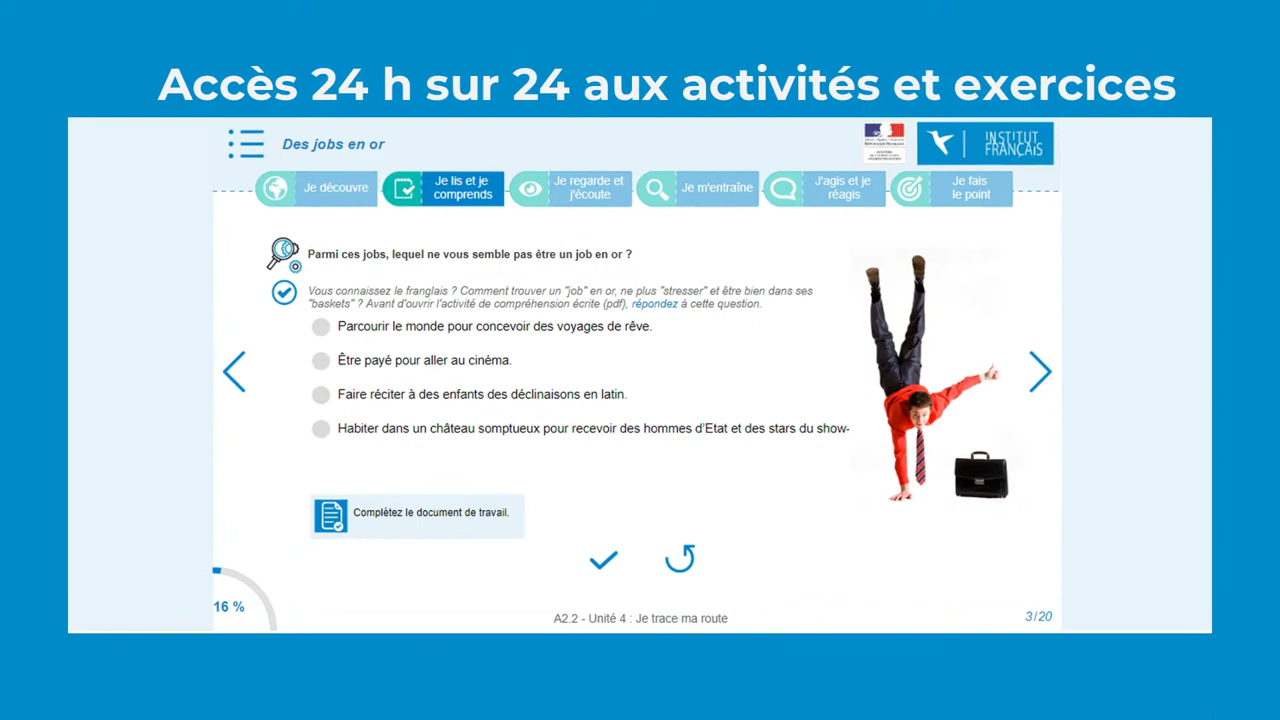 Accès 24 h sur 24 aux activités et exercices
Des jobs en or
INSTITUT
FRANÇAIS
Je découvre
Je lis et je
comprends
Je regarde et
j'écoute
Je m'entraîne
J'agis et je
réagis
Je fais
le point
Parmi ces jobs, lequel ne vous semble pas être un job en or ?
Vous connaissez le franglais ? Comment trouver un "job" en or, ne plus "stresser" et être bien dans ses
"baskets" ? Avant d'ouvrir l'activité de compréhension écrite (pdf), répondez à cette question.
Parcourir le monde pour concevoir des voyages de rêve.
Être payé pour aller au cinéma.
Faire réciter à des enfants des déclinaisons en latin.
Habiter dans un château somptueux pour recevoir des hommes d'Etat et des stars du show-
Complétez le document de travail.
16 %
A2.2 - Unité 4 : Je trace ma route
3/20